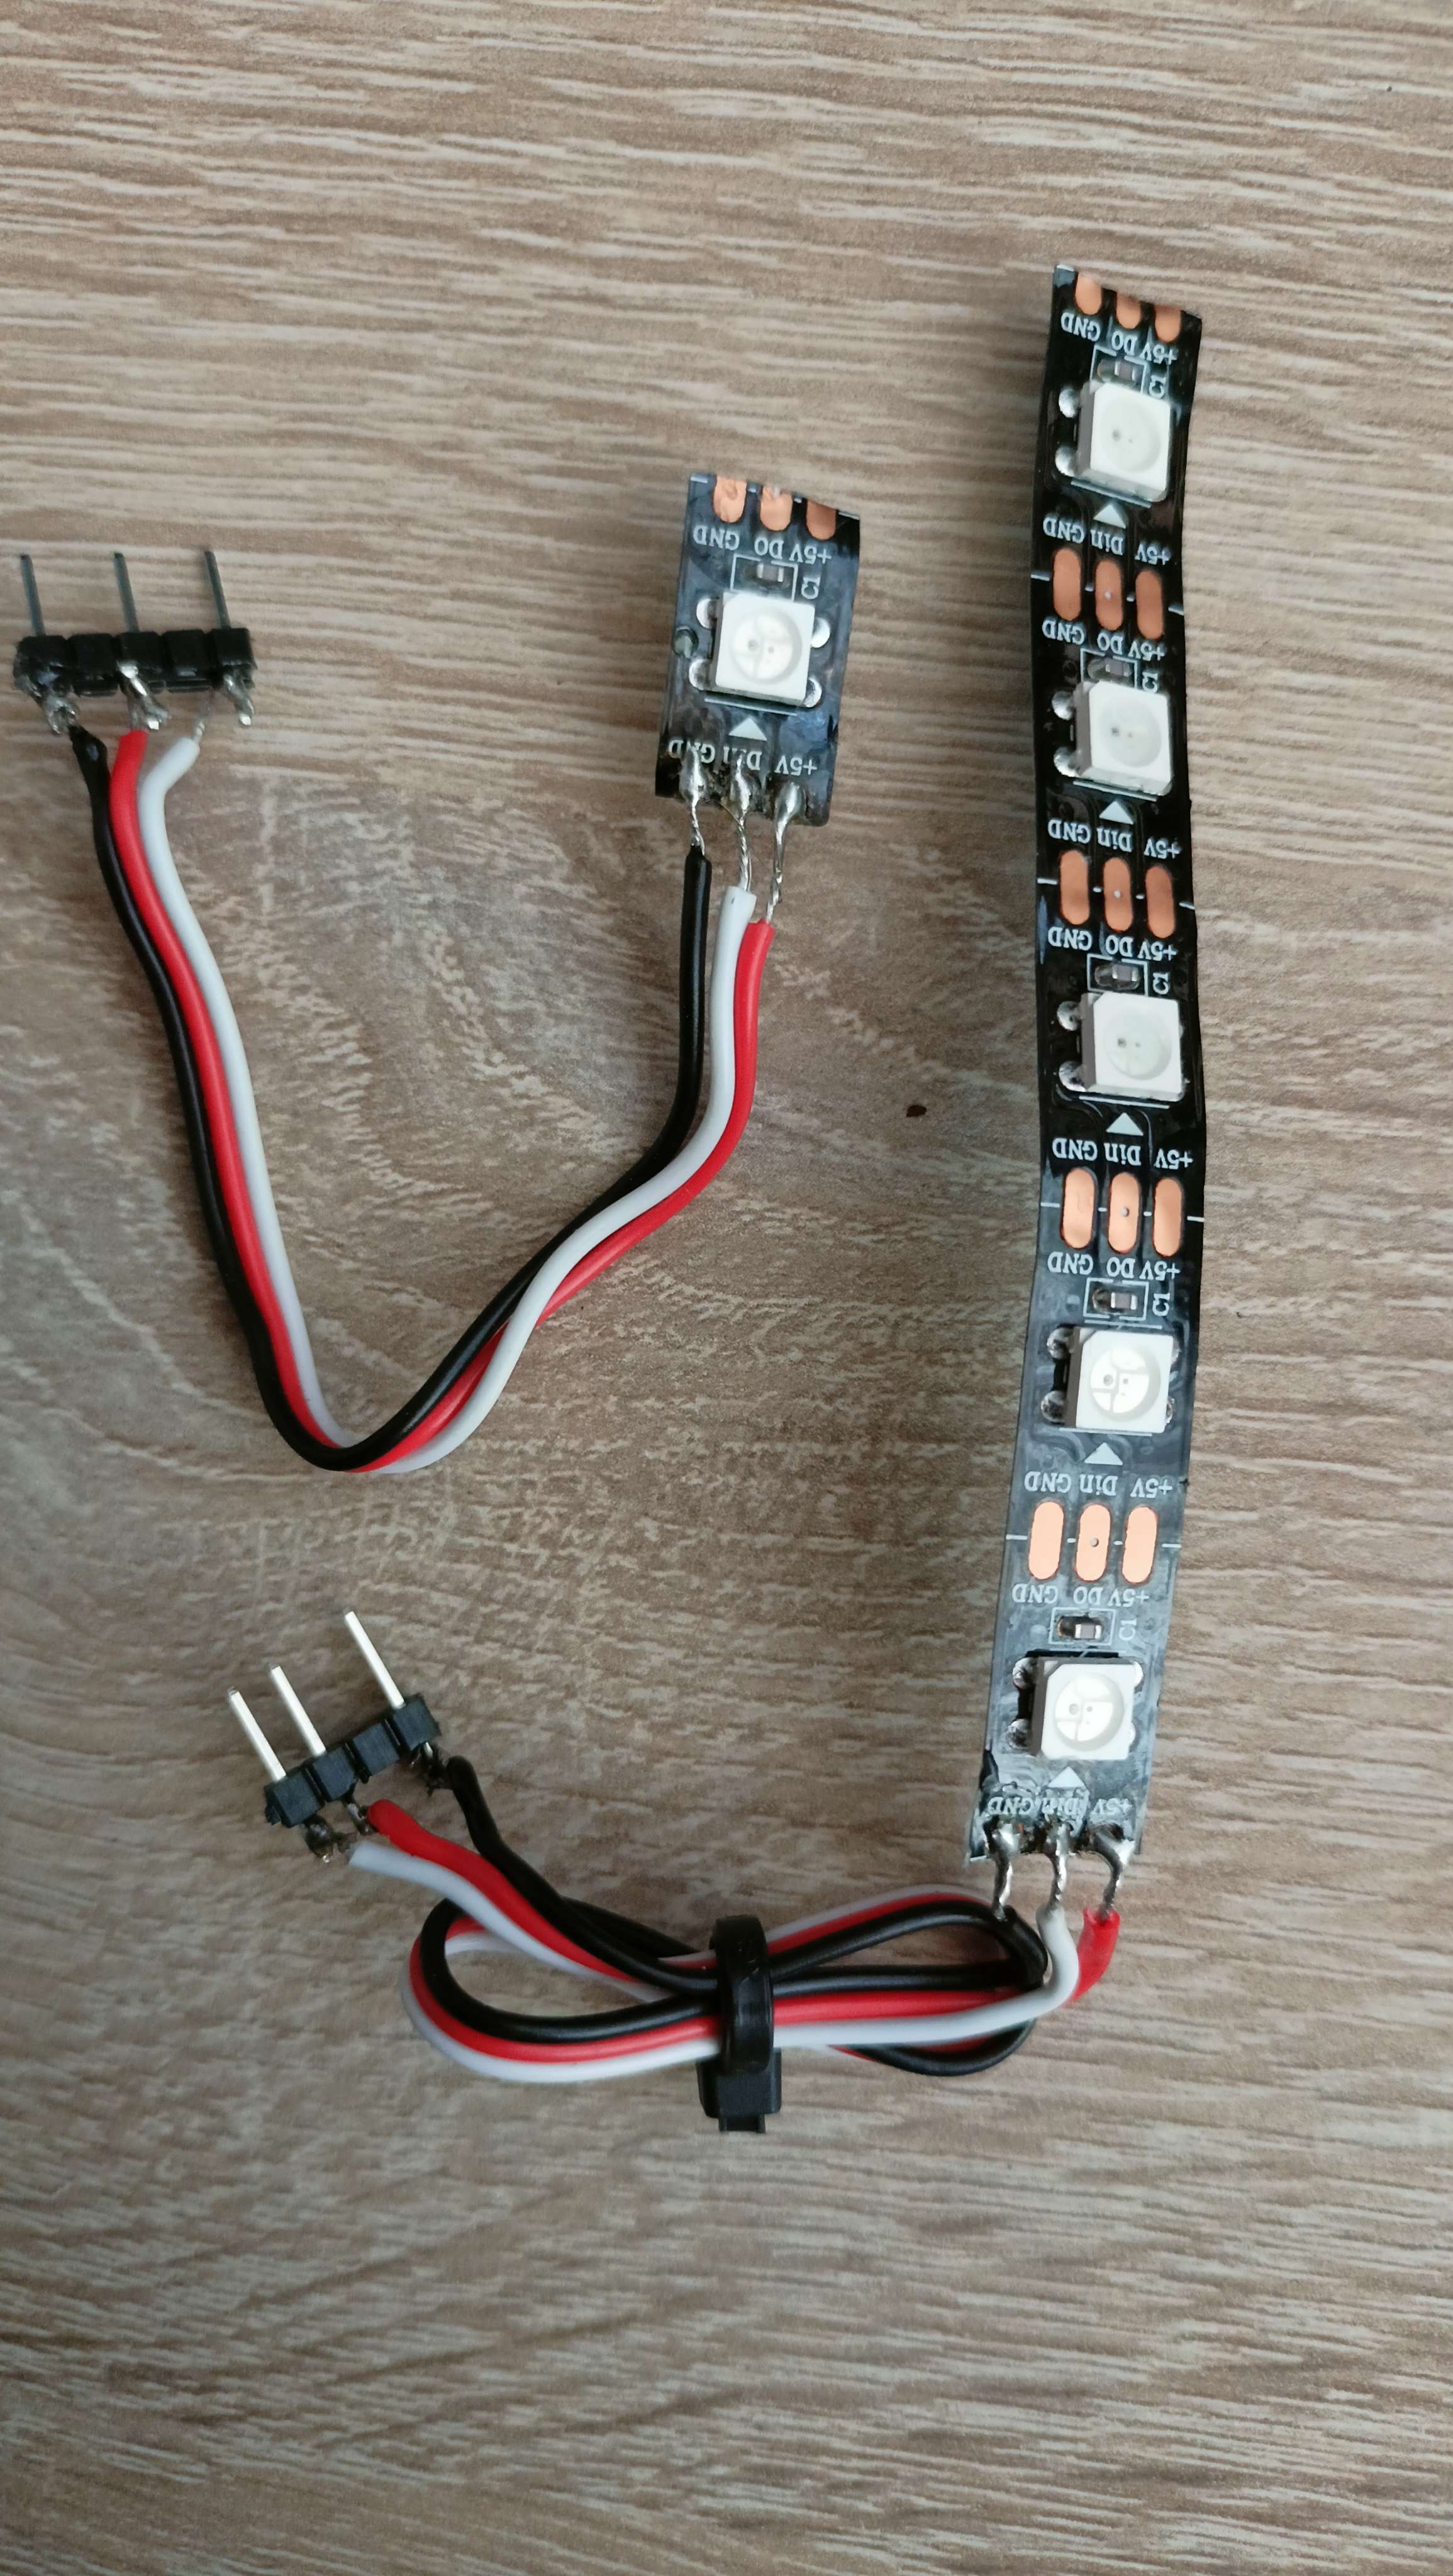 GND DO +5V
C1
GND Din +5V
GND DO +5V
C1
GND Din +5V
GND DO +5V
C1
GND Din +5V
GND DO +5V
C1
GND Din +5V
GND DO +5V
C1
GND Din +5V
GND DO +5V
C1
GND Din +5V